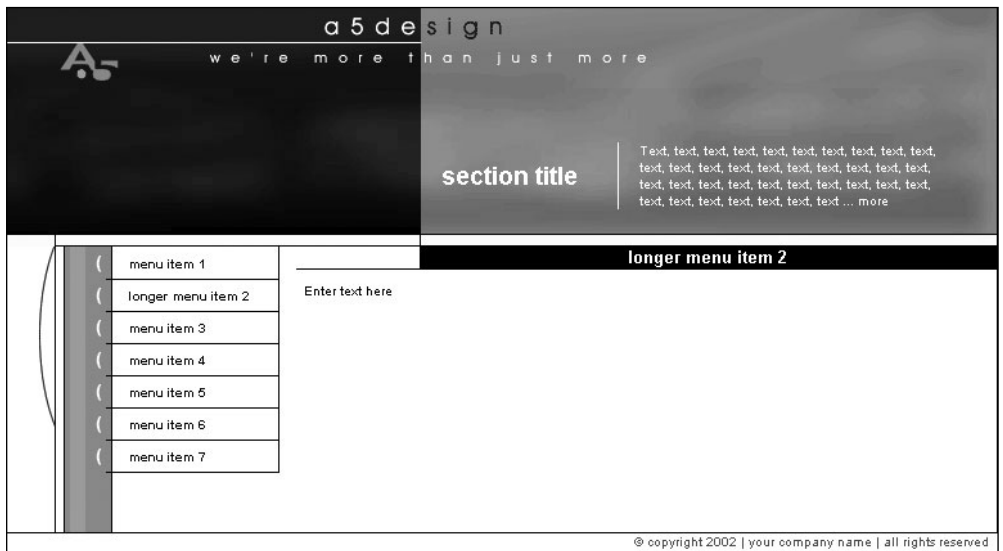 a5design
A5
we're more than just more
section title
Text, text, text, text, text, text, text, text, text, text,
text, text, text, text, text, text, text, text, text, text,
text, text, text, text, text, text, text, text, text, text,
text, text, text, text, text, text, text ... more
longer menu item 2
( menu item 1
( longer menu item 2
( menu item 3
( menu item 4
( menu item 5
( menu item 6
( menu item 7
Enter text here
© copyright 2002 | your company name | all rights reserved